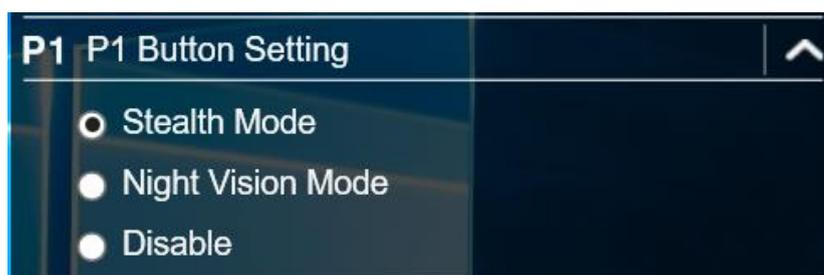 P1 P1 Button Setting
Stealth Mode
Night Vision Mode
Disable